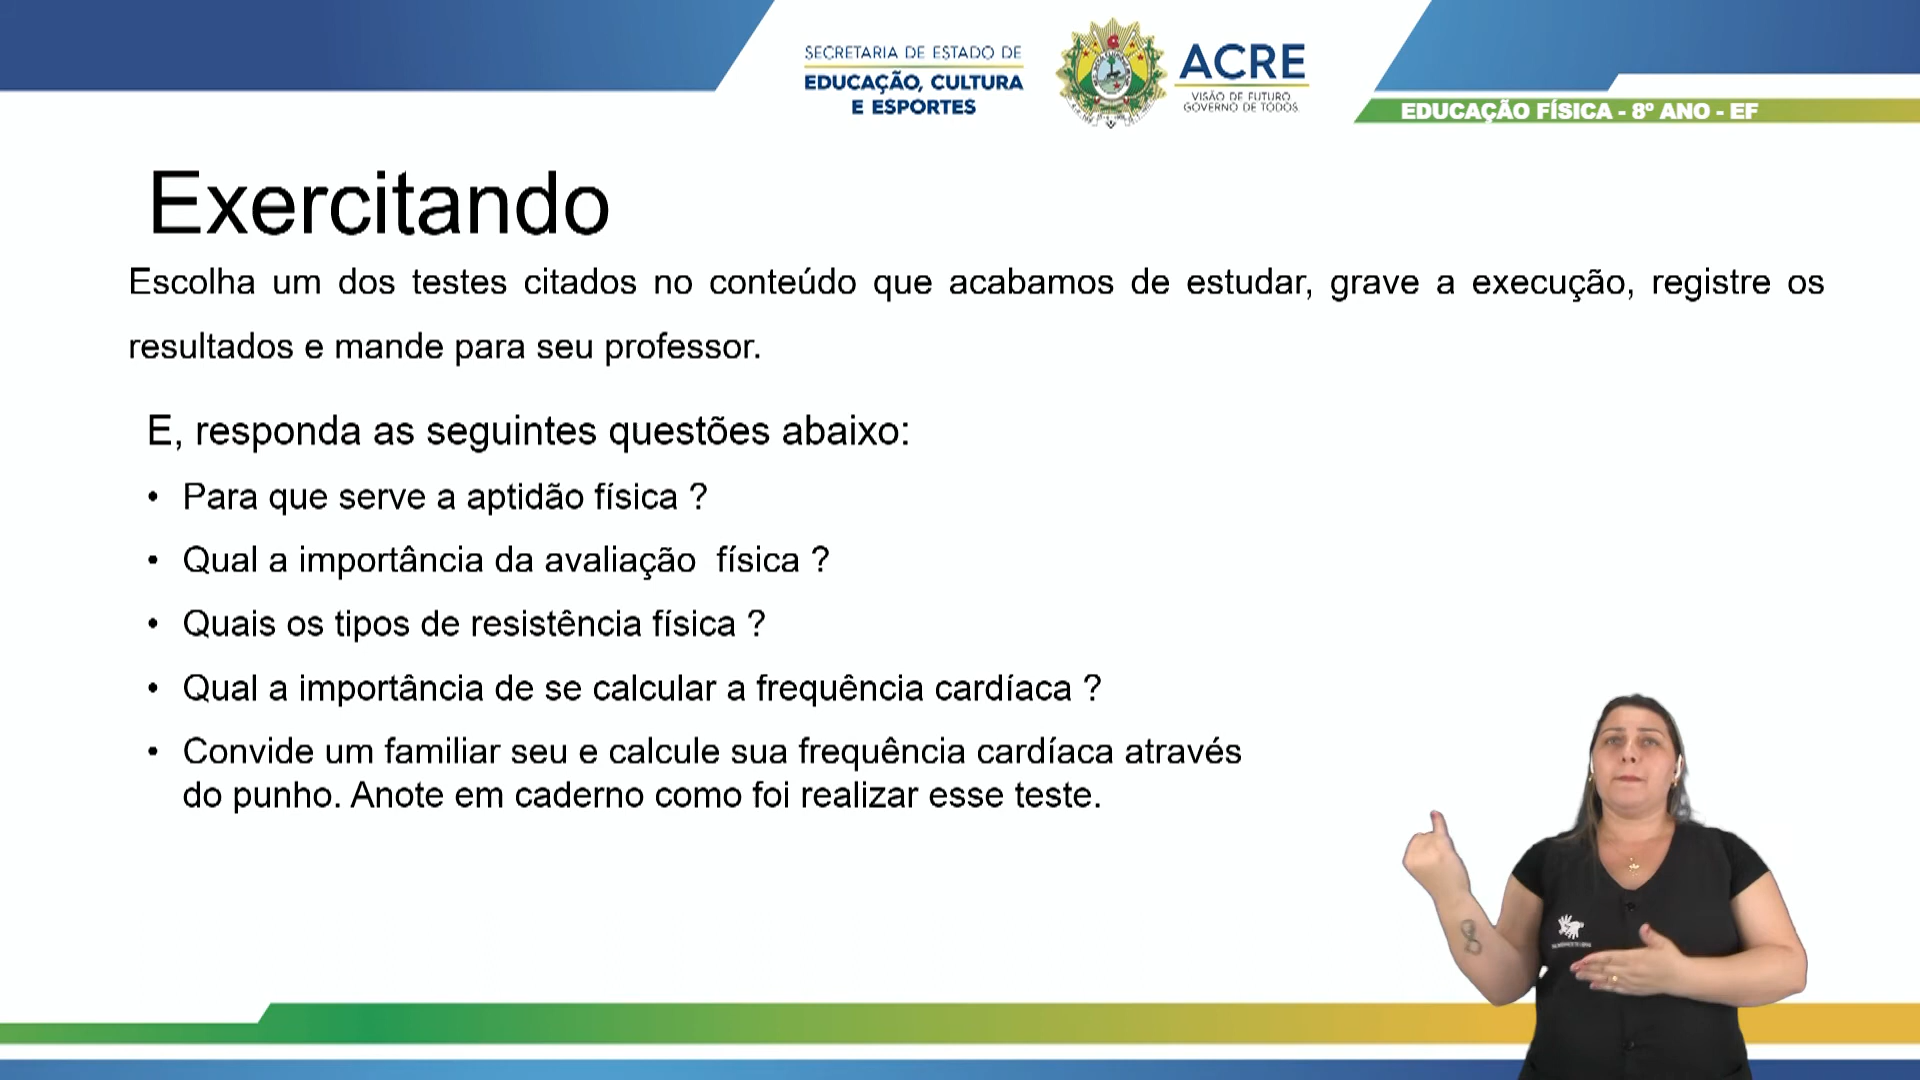 SECRETARIA DE ESTADO DE
EDUCAÇÃO, CULTURA
E ESPORTES
ACRE
VISÃO DE FUTURO
GOVERNO DE TODOS
EDUCAÇÃO FÍSICA - 8º ANO - EF
Exercitando
Escolha um dos testes citados no conteúdo que acabamos de estudar, grave a execução, registre os
resultados e mande para seu professor.
E, responda as seguintes questões abaixo:
• Para que serve a aptidão física ?
• Qual a importância da avaliação  física ?
• Quais os tipos de resistência física ?
• Qual a importância de se calcular a frequência cardíaca ?
• Convide um familiar seu e calcule sua frequência cardíaca através
do punho. Anote em caderno como foi realizar esse teste.